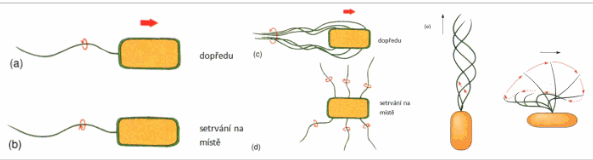 (a)
dopředu
(b)
setrvání na
místě
(c)
dopředu
(d)
setrvání na
místě
(e)